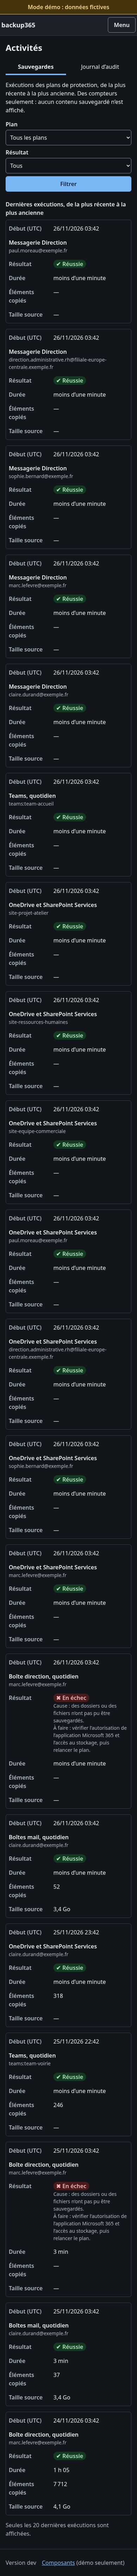 Mode démo : données fictives
backup365
Menu
Activités
Sauvegardes
Journal d’audit
Exécutions des plans de protection, de la plus récente à la plus ancienne. Des compteurs seulement : aucun contenu sauvegardé n’est affiché.
Plan
Tous les plans
Résultat
Tous
Filtrer
Dernières exécutions, de la plus récente à la plus ancienne
Début (UTC) 26/11/2026 03:42
Messagerie Direction
paul.moreau@exemple.fr
Résultat ✔ Réussie
Durée moins d’une minute
Éléments copiés —
Taille source —
Début (UTC) 26/11/2026 03:42
Messagerie Direction
direction.administrative.rh@filiale-europe-centrale.exemple.fr
Résultat ✔ Réussie
Durée moins d’une minute
Éléments copiés —
Taille source —
Début (UTC) 26/11/2026 03:42
Messagerie Direction
sophie.bernard@exemple.fr
Résultat ✔ Réussie
Durée moins d’une minute
Éléments copiés —
Taille source —
Début (UTC) 26/11/2026 03:42
Messagerie Direction
marc.lefevre@exemple.fr
Résultat ✔ Réussie
Durée moins d’une minute
Éléments copiés —
Taille source —
Début (UTC) 26/11/2026 03:42
Messagerie Direction
claire.durand@exemple.fr
Résultat ✔ Réussie
Durée moins d’une minute
Éléments copiés —
Taille source —
Début (UTC) 26/11/2026 03:42
Teams, quotidien
teams:team-accueil
Résultat ✔ Réussie
Durée moins d’une minute
Éléments copiés —
Taille source —
Début (UTC) 26/11/2026 03:42
OneDrive et SharePoint Services
site-projet-atelier
Résultat ✔ Réussie
Durée moins d’une minute
Éléments copiés —
Taille source —
Début (UTC) 26/11/2026 03:42
OneDrive et SharePoint Services
site-ressources-humaines
Résultat ✔ Réussie
Durée moins d’une minute
Éléments copiés —
Taille source —
Début (UTC) 26/11/2026 03:42
OneDrive et SharePoint Services
site-equipe-commerciale
Résultat ✔ Réussie
Durée moins d’une minute
Éléments copiés —
Taille source —
Début (UTC) 26/11/2026 03:42
OneDrive et SharePoint Services
paul.moreau@exemple.fr
Résultat ✔ Réussie
Durée moins d’une minute
Éléments copiés —
Taille source —
Début (UTC) 26/11/2026 03:42
OneDrive et SharePoint Services
direction.administrative.rh@filiale-europe-centrale.exemple.fr
Résultat ✔ Réussie
Durée moins d’une minute
Éléments copiés —
Taille source —
Début (UTC) 26/11/2026 03:42
OneDrive et SharePoint Services
sophie.bernard@exemple.fr
Résultat ✔ Réussie
Durée moins d’une minute
Éléments copiés —
Taille source —
Début (UTC) 26/11/2026 03:42
OneDrive et SharePoint Services
marc.lefevre@exemple.fr
Résultat ✔ Réussie
Durée moins d’une minute
Éléments copiés —
Taille source —
Début (UTC) 26/11/2026 03:42
Boîte direction, quotidien
marc.lefevre@exemple.fr
Résultat ✖ En échec
Cause : des dossiers ou des fichiers n’ont pas pu être sauvegardés.
À faire : vérifier l’autorisation de l’application Microsoft 365 et l’accès au stockage, puis relancer le plan.
Durée moins d’une minute
Éléments copiés —
Taille source —
Début (UTC) 26/11/2026 03:42
Boîtes mail, quotidien
claire.durand@exemple.fr
Résultat ✔ Réussie
Durée moins d’une minute
Éléments copiés 52
Taille source 3,4 Go
Début (UTC) 25/11/2026 23:42
OneDrive et SharePoint Services
claire.durand@exemple.fr
Résultat ✔ Réussie
Durée moins d’une minute
Éléments copiés 318
Taille source —
Début (UTC) 25/11/2026 22:42
Teams, quotidien
teams:team-voirie
Résultat ✔ Réussie
Durée moins d’une minute
Éléments copiés 246
Taille source —
Début (UTC) 25/11/2026 03:42
Boîte direction, quotidien
marc.lefevre@exemple.fr
Résultat ✖ En échec
Cause : des dossiers ou des fichiers n’ont pas pu être sauvegardés.
À faire : vérifier l’autorisation de l’application Microsoft 365 et l’accès au stockage, puis relancer le plan.
Durée 3 min
Éléments copiés —
Taille source —
Début (UTC) 25/11/2026 03:42
Boîtes mail, quotidien
claire.durand@exemple.fr
Résultat ✔ Réussie
Durée 3 min
Éléments copiés 37
Taille source 3,4 Go
Début (UTC) 24/11/2026 03:42
Boîte direction, quotidien
marc.lefevre@exemple.fr
Résultat ✔ Réussie
Durée 1 h 05
Éléments copiés 7 712
Taille source 4,1 Go
Seules les 20 dernières exécutions sont affichées.
Version dev Composants (démo seulement)